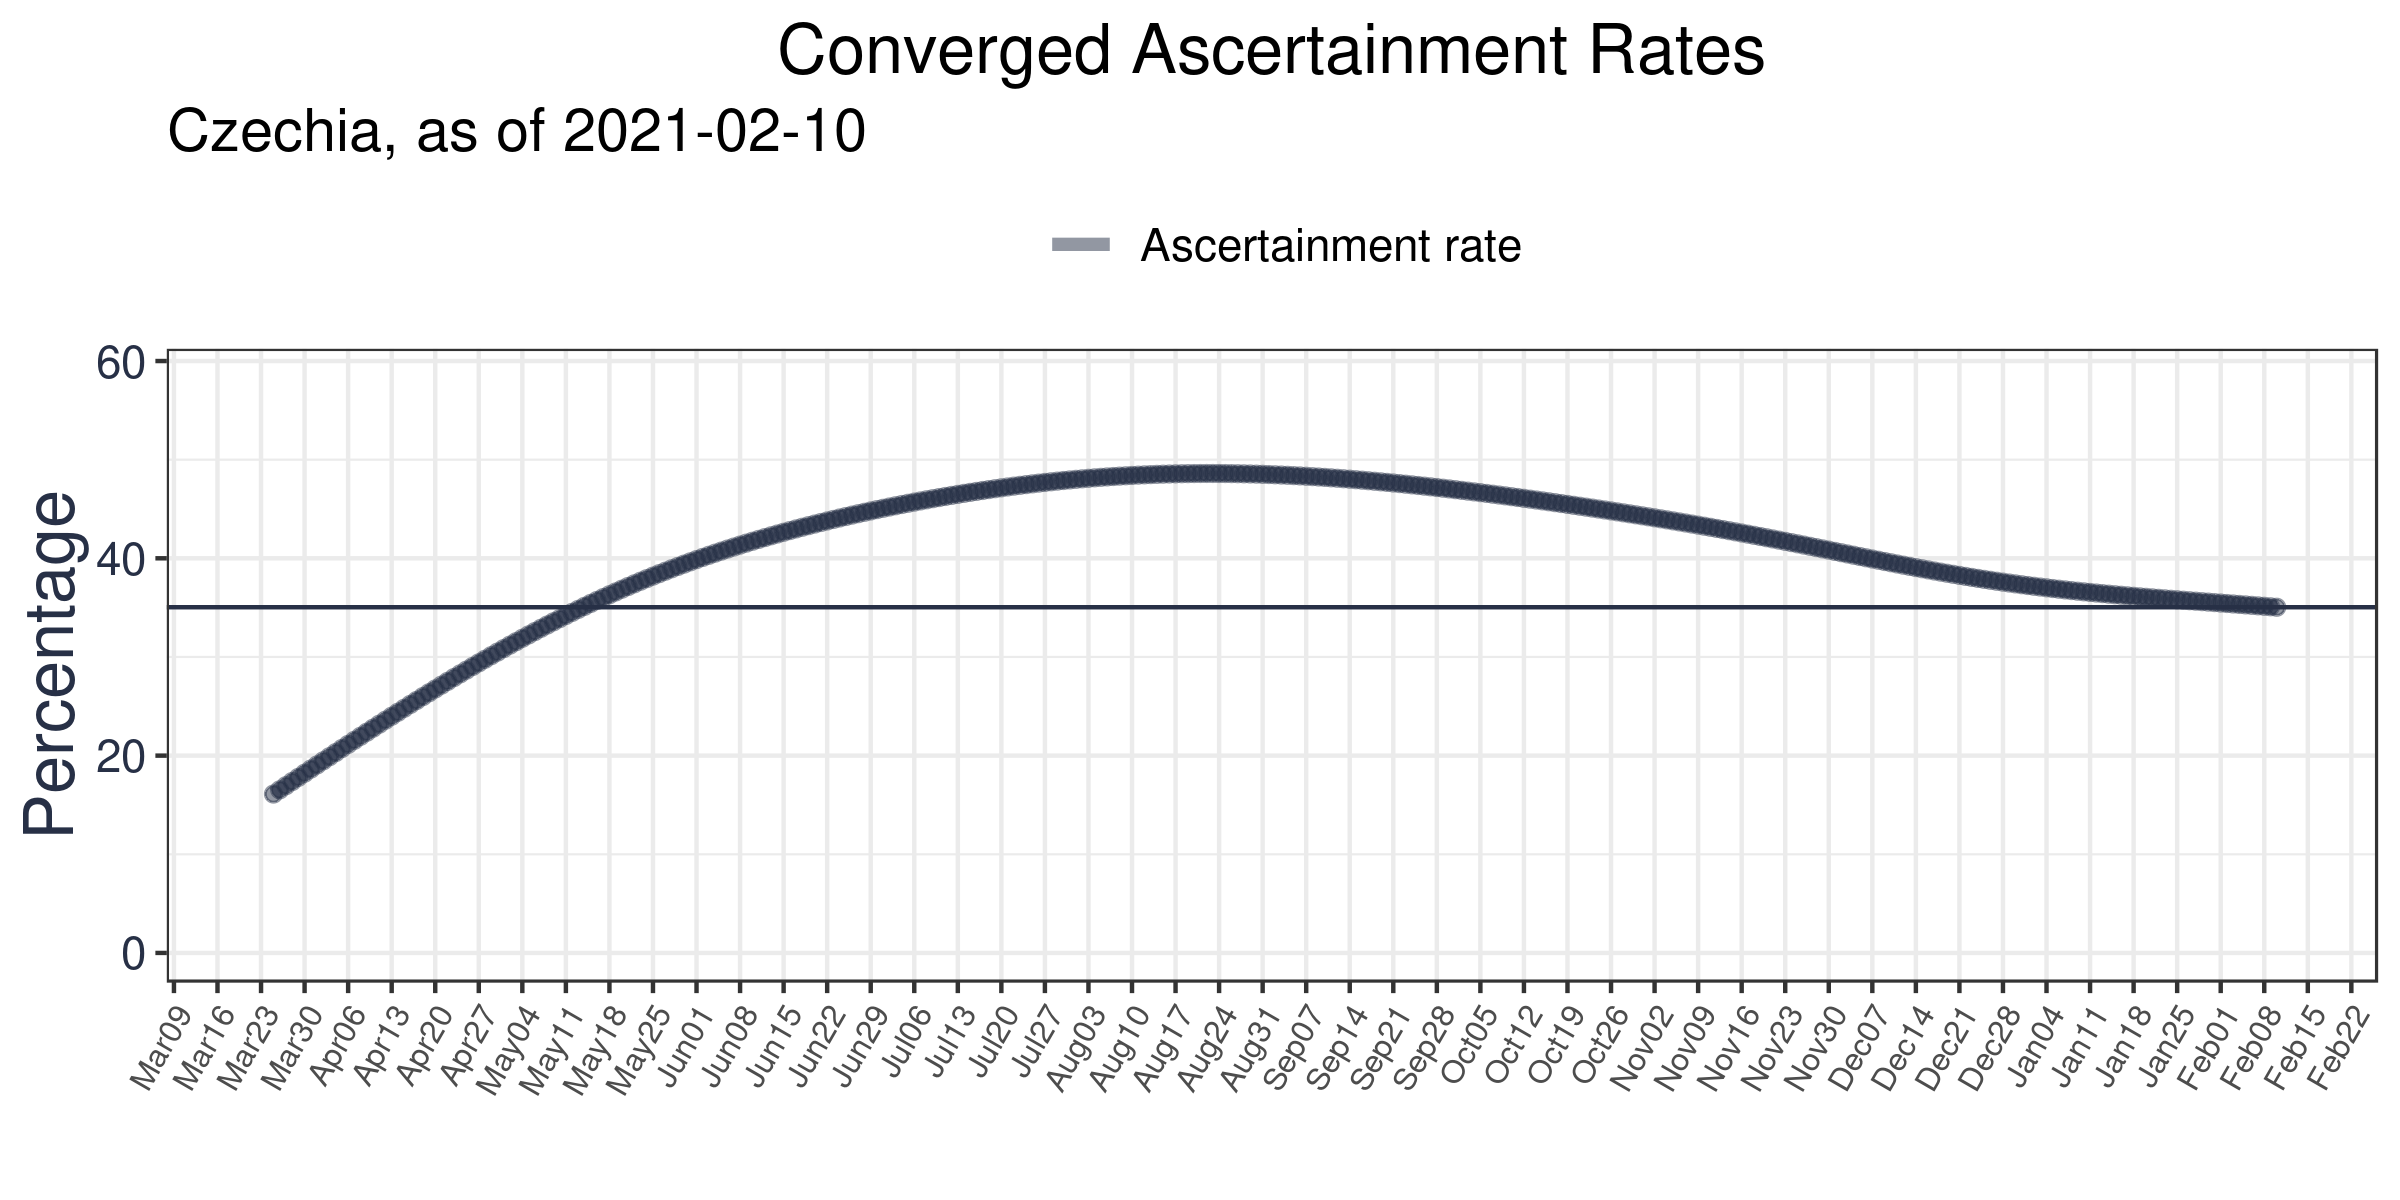 Converged Ascertainment Rates
Czechia, as of 2021-02-10
Ascertainment rate
Percentage
60
40
20
0
Mar09 Mar16 Mar23 Mar30 Apr06 Apr13 Apr20 Apr27 May04 May11 May18 May25 Jun01 Jun08 Jun15 Jun22 Jun29 Jul06 Jul13 Jul20 Jul27 Aug03 Aug10 Aug17 Aug24 Aug31 Sep07 Sep14 Sep21 Sep28 Oct05 Oct12 Oct19 Oct26 Nov02 Nov09 Nov16 Nov23 Nov30 Dec07 Dec14 Dec21 Dec28 Jan04 Jan11 Jan18 Jan25 Feb01 Feb08 Feb15 Feb22